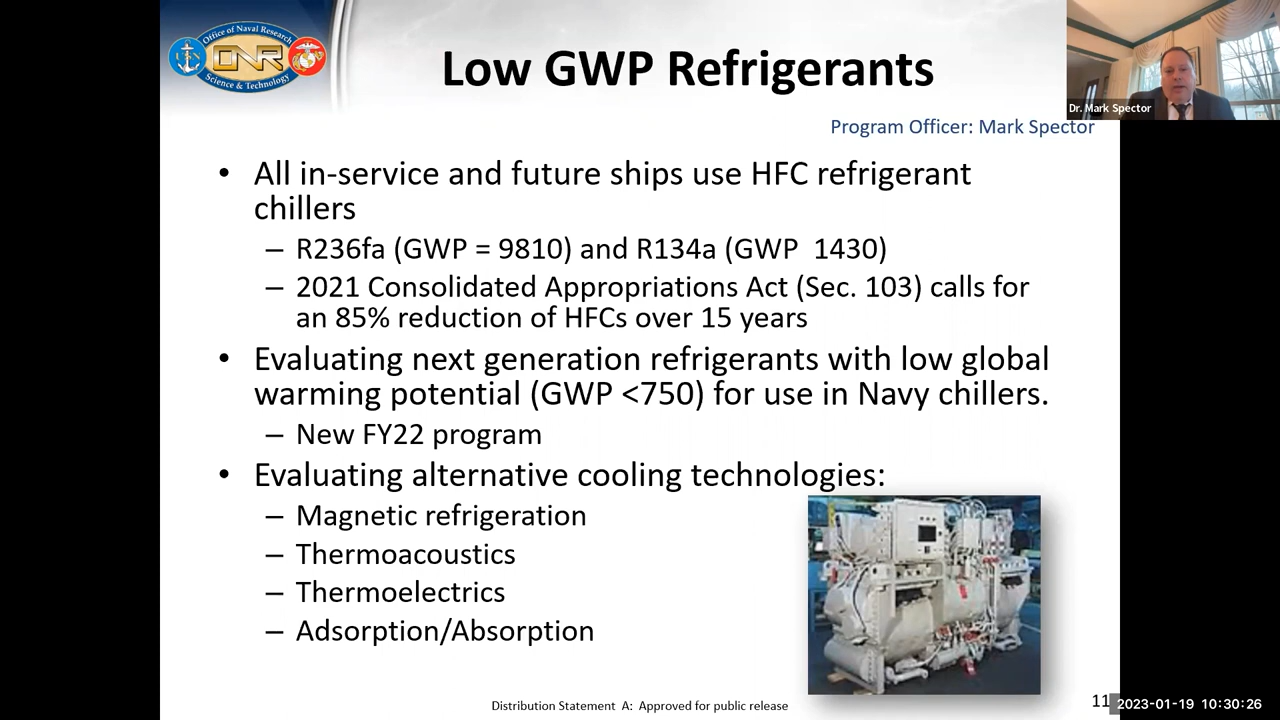 Office of Naval Research
ONR
Science & Technology
Low GWP Refrigerants
Dr. Mark Spector
Program Officer: Mark Spector
• All in-service and future ships use HFC refrigerant
chillers
– R236fa (GWP = 9810) and R134a (GWP  1430)
– 2021 Consolidated Appropriations Act (Sec. 103) calls for
an 85% reduction of HFCs over 15 years
• Evaluating next generation refrigerants with low global
warming potential (GWP <750) for use in Navy chillers.
– New FY22 program
• Evaluating alternative cooling technologies:
– Magnetic refrigeration
– Thermoacoustics
– Thermoelectrics
– Adsorption/Absorption
Distribution Statement A: Approved for public release
11
2023-01-19 10:30:26